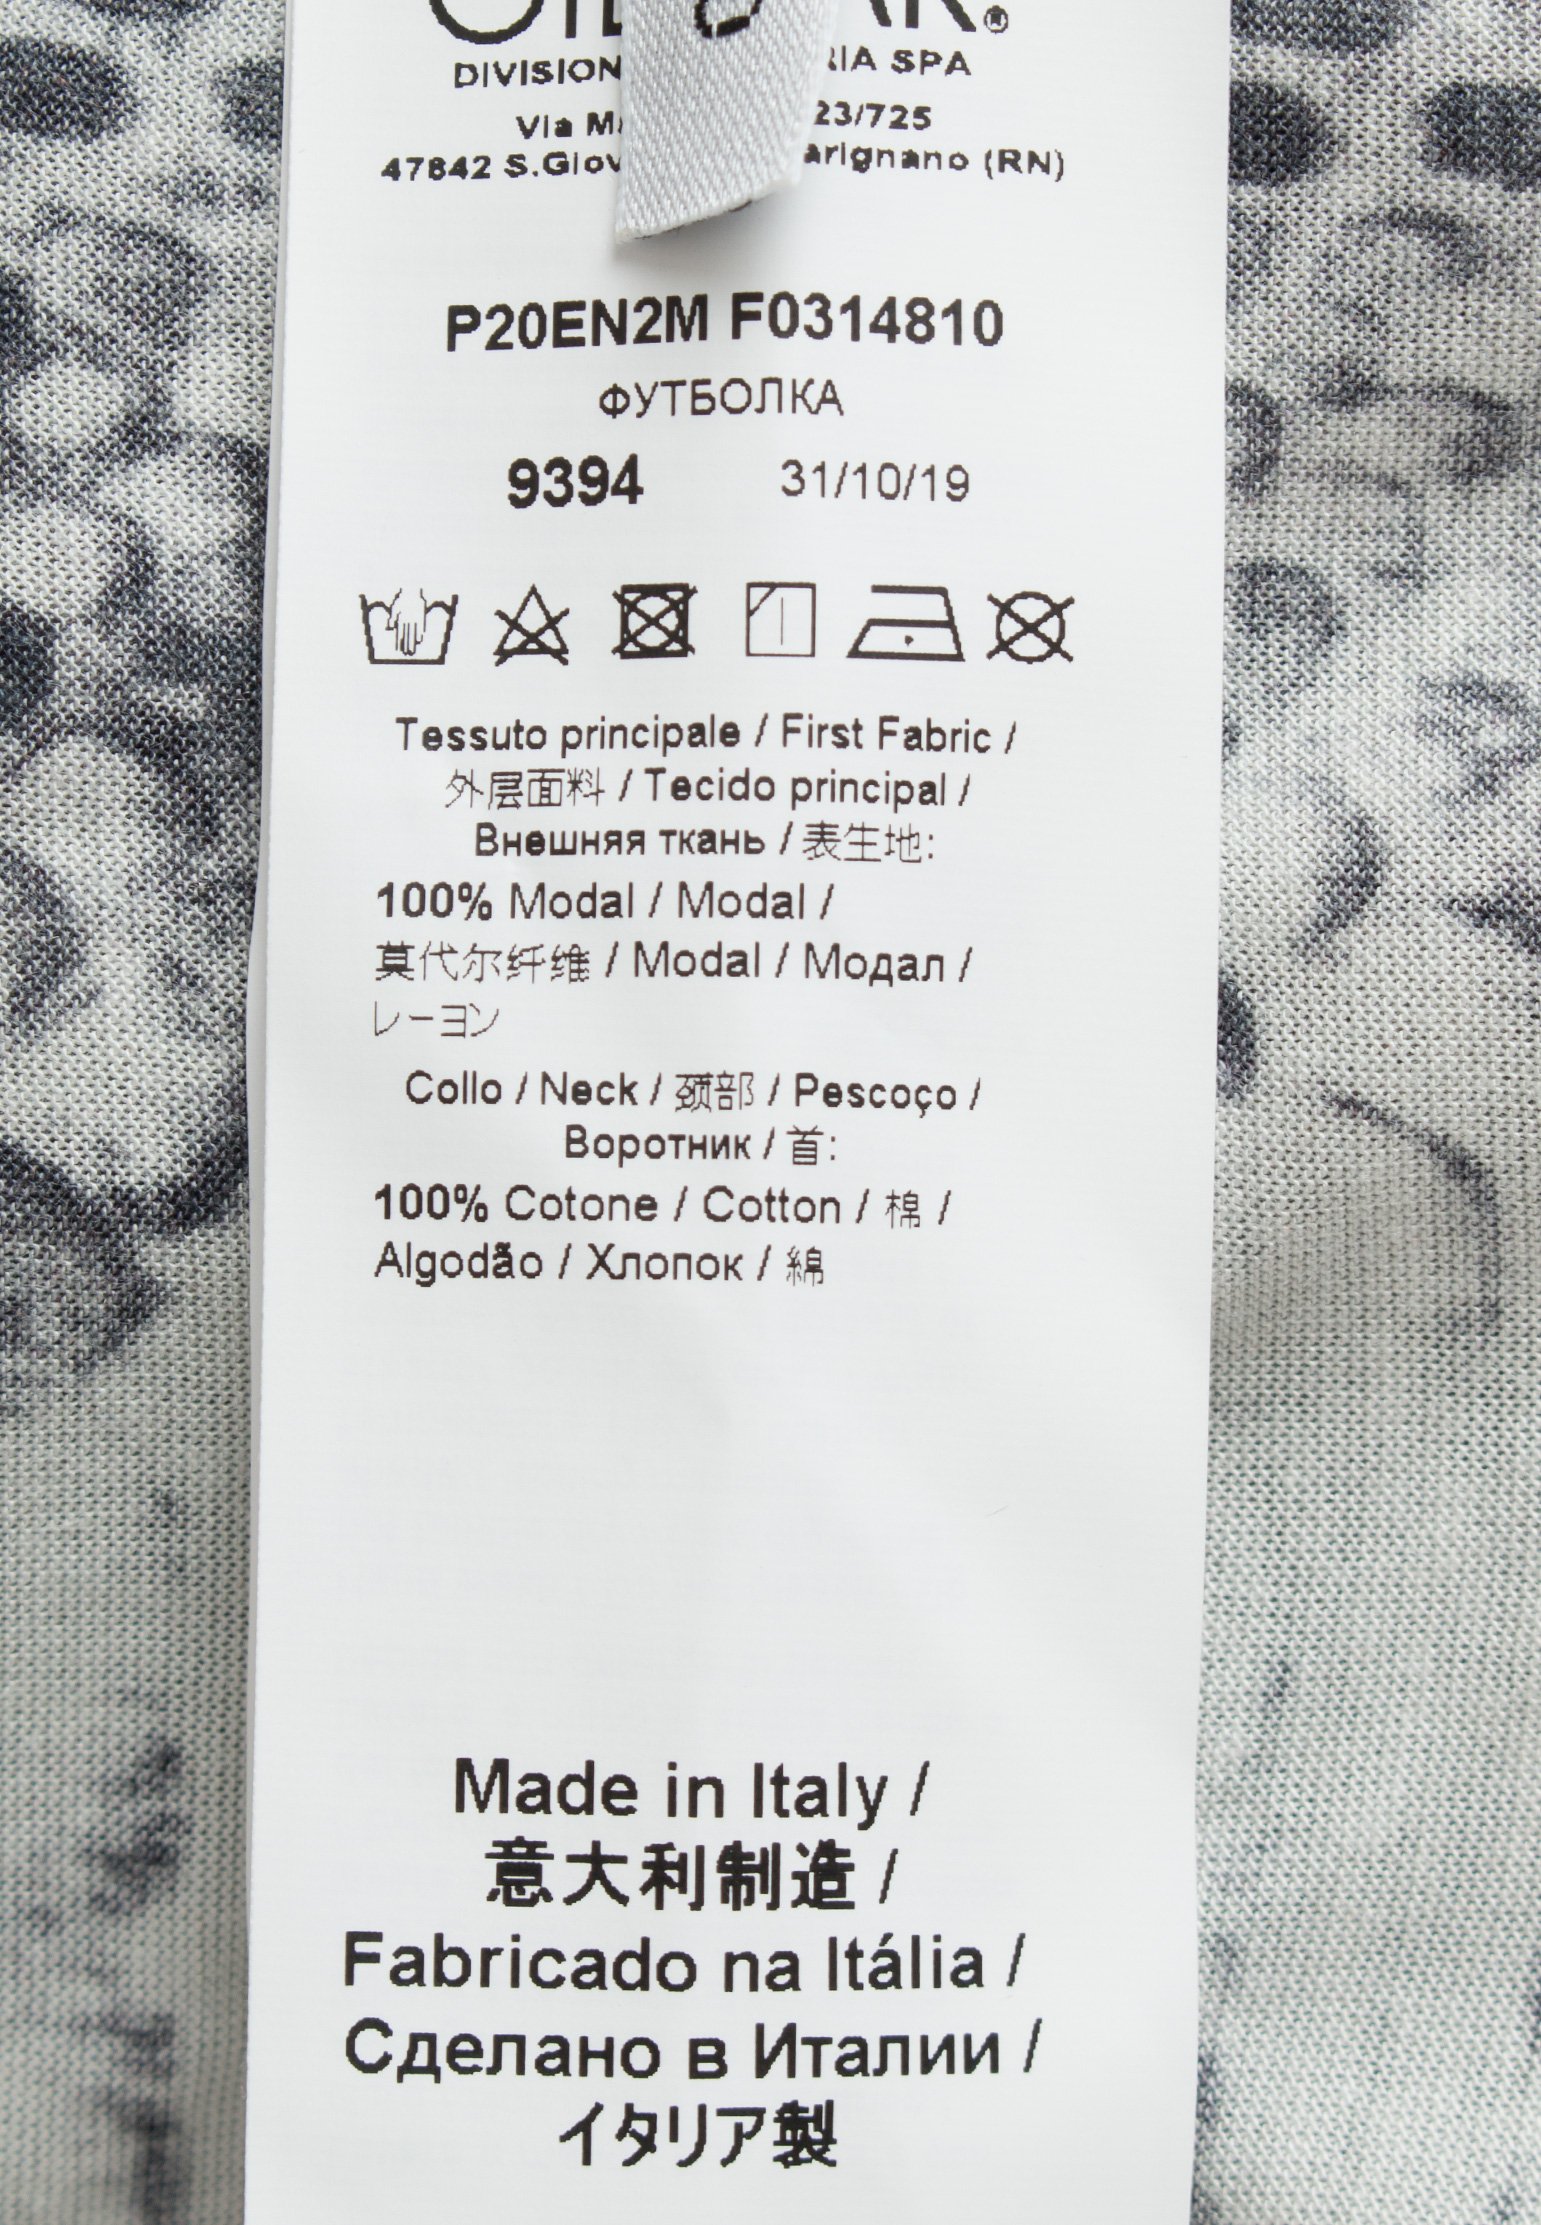 DIVISION RIA SPA
Via 23/725
47842 (RN)
P20EN2M F0314810
ФУТБОЛКА
9394 31/10/19
Tessuto principale / First Fabric /
外层面料 / Tecido principal /
Внешняя ткань / 表生地:
100% Modal / Modal /
莫代尔纤维 / Modal / Модал /
レーヨン
Collo / Neck / 颈部 / Pescoço /
Воротник / 首:
100% Cotone / Cotton / 棉 /
Algodão / Хлопок / 綿
Made in Italy /
意大利制造 /
Fabricado na Itália /
Сделано в Италии /
イタリア製